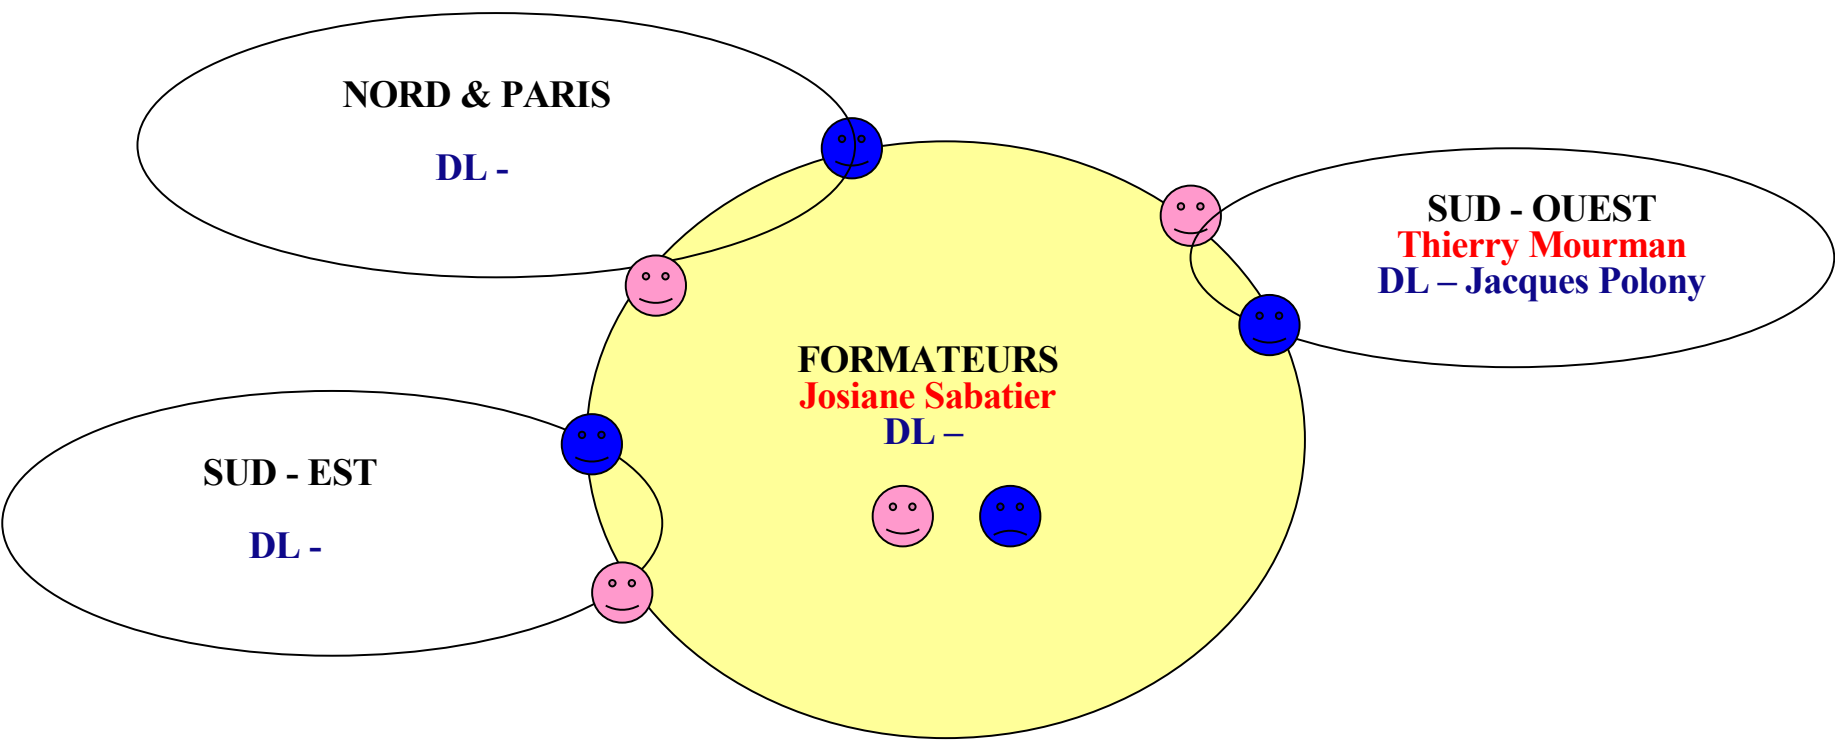 NORD & PARIS
DL -
SUD - OUEST
Thierry Mourman
DL – Jacques Polony
FORMATEURS
Josiane Sabatier
DL –
SUD - EST
DL -